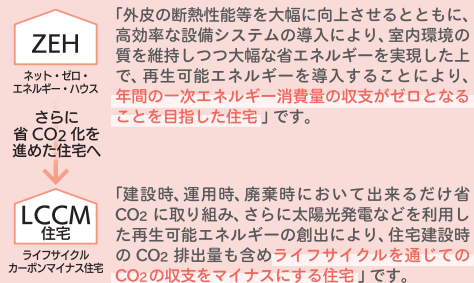 ZEH
ネット・ゼロ・
エネルギー・ハウス
「外皮の断熱性能等を大幅に向上させるとともに、
高効率な設備システムの導入により、室内環境の
質を維持しつつ大幅な省エネルギーを実現した上
で、再生可能エネルギーを導入することにより、
年間の一次エネルギー消費量の収支がゼロとなる
ことを目指した住宅」です。
さらに
省CO2化を
進めた住宅へ
LCCM
住宅
ライフサイクル
カーボンマイナス住宅
「建設時、運用時、廃棄時において出来るだけ省
CO2に取り組み、さらに太陽光発電などを利用し
た再生可能エネルギーの創出により、住宅建設時
のCO2排出量も含めライフサイクルを通じての
CO2の収支をマイナスにする住宅」です。